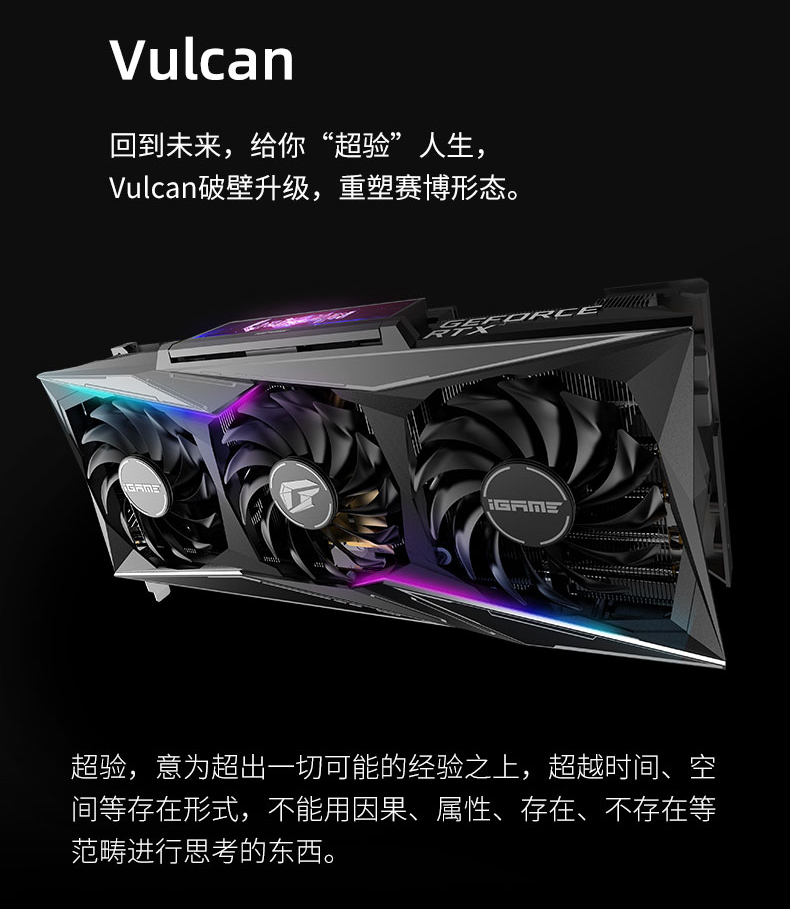 Vulcan
回到未来，给你“超验”人生，
Vulcan破壁升级，重塑赛博形态。
GEFORCE
RTX
iGAME
iGAME
超验，意为超出一切可能的经验之上，超越时间、空
间等存在形式，不能用因果、属性、存在、不存在等
范畴进行思考的东西。